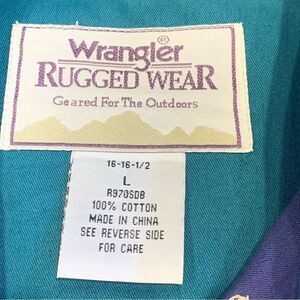 Wrangler®
RUGGED WEAR
Geared For The Outdoors
16-16-1/2
L
R970SDB
100% COTTON
MADE IN CHINA
SEE REVERSE SIDE
FOR CARE